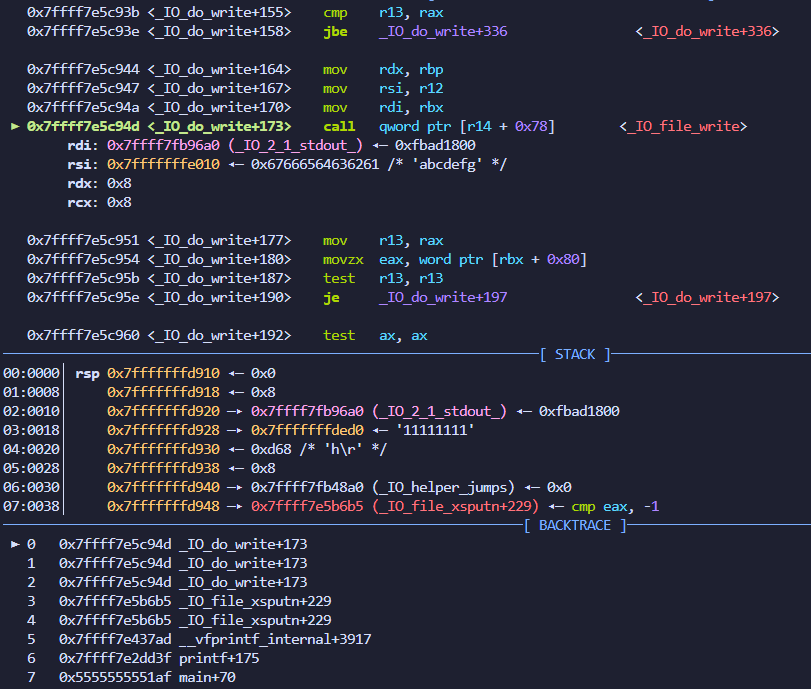 0x7ffff7e5c93b <_IO_do_write+155>    cmp    r13, rax
0x7ffff7e5c93e <_IO_do_write+158>    jbe    _IO_do_write+336                <_IO_do_write+336>
0x7ffff7e5c944 <_IO_do_write+164>    mov    rdx, rbp
0x7ffff7e5c947 <_IO_do_write+167>    mov    rsi, r12
0x7ffff7e5c94a <_IO_do_write+170>    mov    rdi, rbx
► 0x7ffff7e5c94d <_IO_do_write+173>    call   qword ptr [r14 + 0x78]        <_IO_file_write>
rdi: 0x7ffff7fb96a0 (_IO_2_1_stdout_) ◂— 0xfbad1800
rsi: 0x7fffffffe010 ◂— 0x67666564636261 /* 'abcdefg' */
rdx: 0x8
rcx: 0x8
0x7ffff7e5c951 <_IO_do_write+177>    mov    r13, rax
0x7ffff7e5c954 <_IO_do_write+180>    movzx  eax, word ptr [rbx + 0x80]
0x7ffff7e5c95b <_IO_do_write+187>    test   r13, r13
0x7ffff7e5c95e <_IO_do_write+190>    je     _IO_do_write+197                <_IO_do_write+197>
0x7ffff7e5c960 <_IO_do_write+192>    test   ax, ax
[ STACK ]
00:0000│ rsp 0x7fffffffd910 ◂— 0x0
01:0008│     0x7fffffffd918 ◂— 0x8
02:0010│     0x7fffffffd920 —▸ 0x7ffff7fb96a0 (_IO_2_1_stdout_) ◂— 0xfbad1800
03:0018│     0x7fffffffd928 —▸ 0x7fffffffded0 ◂— '11111111'
04:0020│     0x7fffffffd930 ◂— 0xd68 /* 'h\r' */
05:0028│     0x7fffffffd938 ◂— 0x8
06:0030│     0x7fffffffd940 —▸ 0x7ffff7fb48a0 (_IO_helper_jumps) ◂— 0x0
07:0038│     0x7fffffffd948 —▸ 0x7ffff7e5b6b5 (_IO_file_xsputn+229) ◂— cmp eax, -1
[ BACKTRACE ]
► 0   0x7ffff7e5c94d _IO_do_write+173
1   0x7ffff7e5c94d _IO_do_write+173
2   0x7ffff7e5c94d _IO_do_write+173
3   0x7ffff7e5b6b5 _IO_file_xsputn+229
4   0x7ffff7e5b6b5 _IO_file_xsputn+229
5   0x7ffff7e437ad __vfprintf_internal+3917
6   0x7ffff7e2dd3f printf+175
7   0x5555555551af main+70